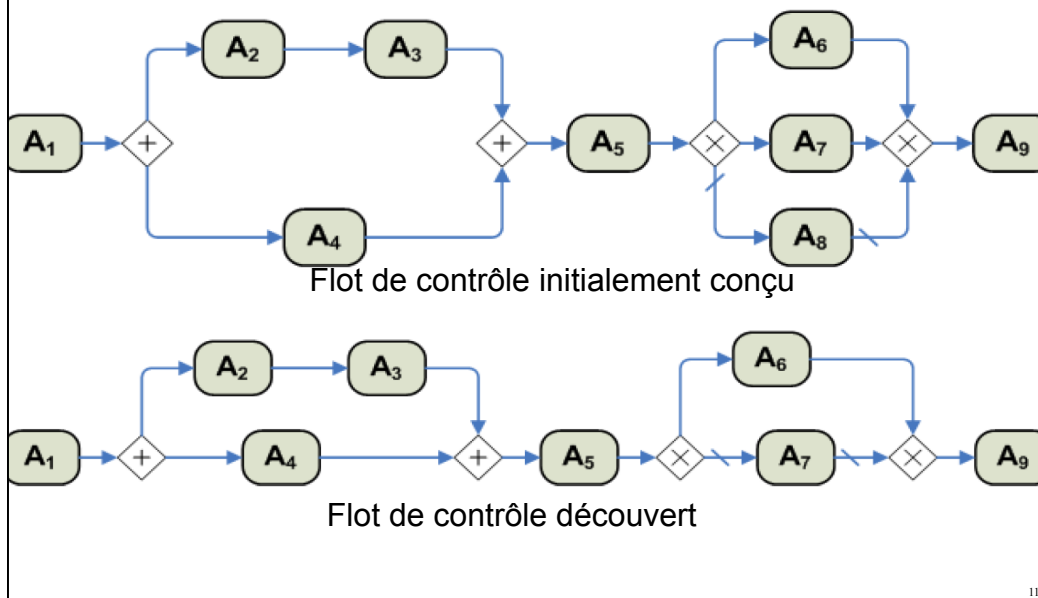 A2 A3 A6
A1 + + A5 × A7 × A9
A4 A8
Flot de contrôle initialement conçu
A2 A3 A6
A1 + A4 + A5 × A7 × A9
Flot de contrôle découvert
11